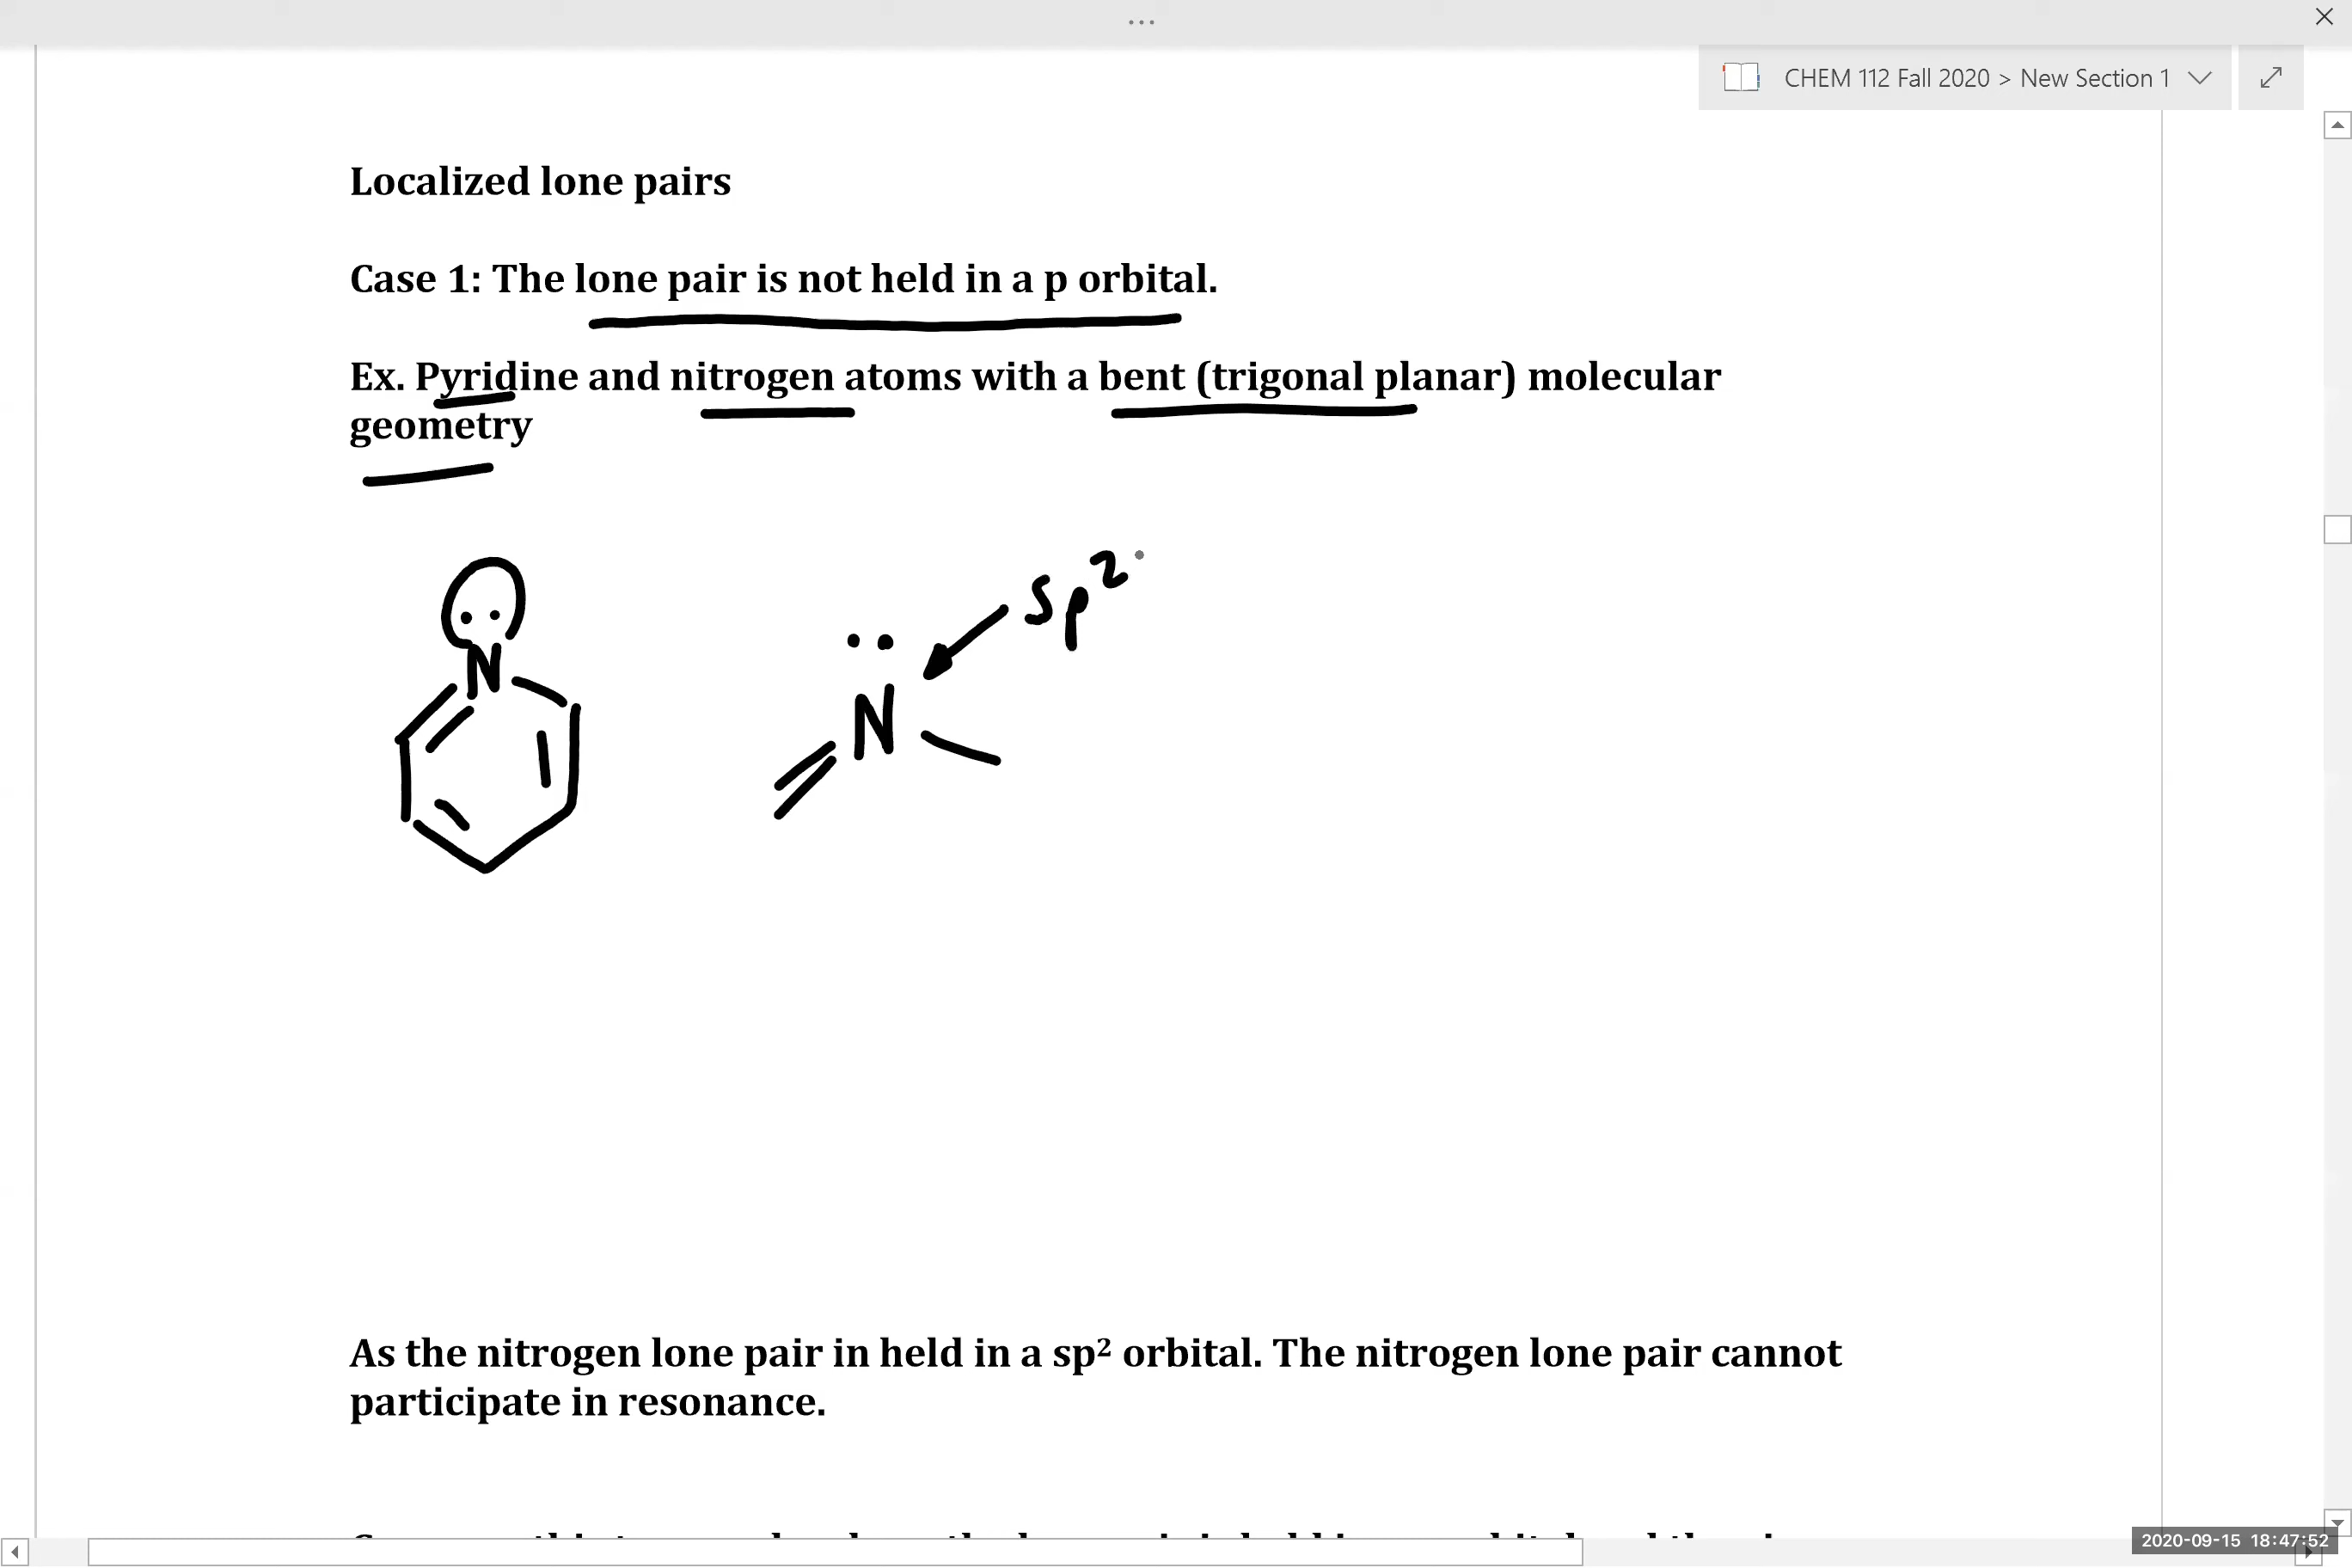 CHEM 112 Fall 2020 > New Section 1
Localized lone pairs
Case 1: The lone pair is not held in a p orbital.
Ex. Pyridine and nitrogen atoms with a bent (trigonal planar) molecular
geometry
sp²
N
N
As the nitrogen lone pair in held in a sp² orbital. The nitrogen lone pair cannot
participate in resonance.
2020-09-15 18:47:52